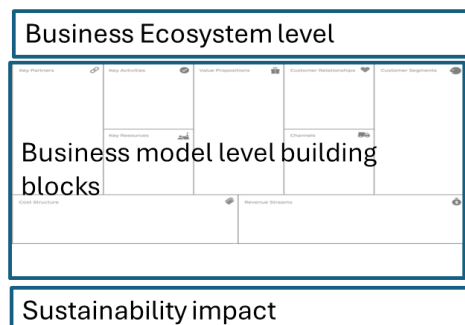 Business Ecosystem level
Key Partners
Key Activities
Value Propositions
Customer Relationships
Customer Segments
Key Resources
Channels
Business model level building
blocks
Cost Structure
Revenue Streams
Sustainability impact